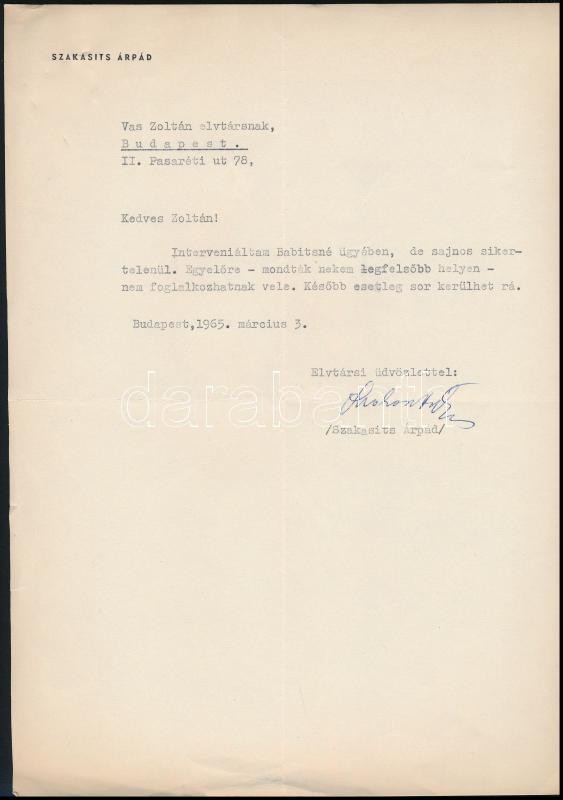 SZAKASITS ÁRPÁD
Vas Zoltán elvtársnak,
Budapest.
II. Pasaréti ut 78,
Kedves Zoltán!
Interveniáltam Babitsné ügyében, de sajnos siker-
telenül. Egyelőre - mondták nekem legfelsőbb helyen -
nem foglalkozhatnak vele. Később esetleg sor kerülhet rá.
Budapest,1965. március 3.
Elvtársi üdvözlettel:
/Szakasits Árpád/